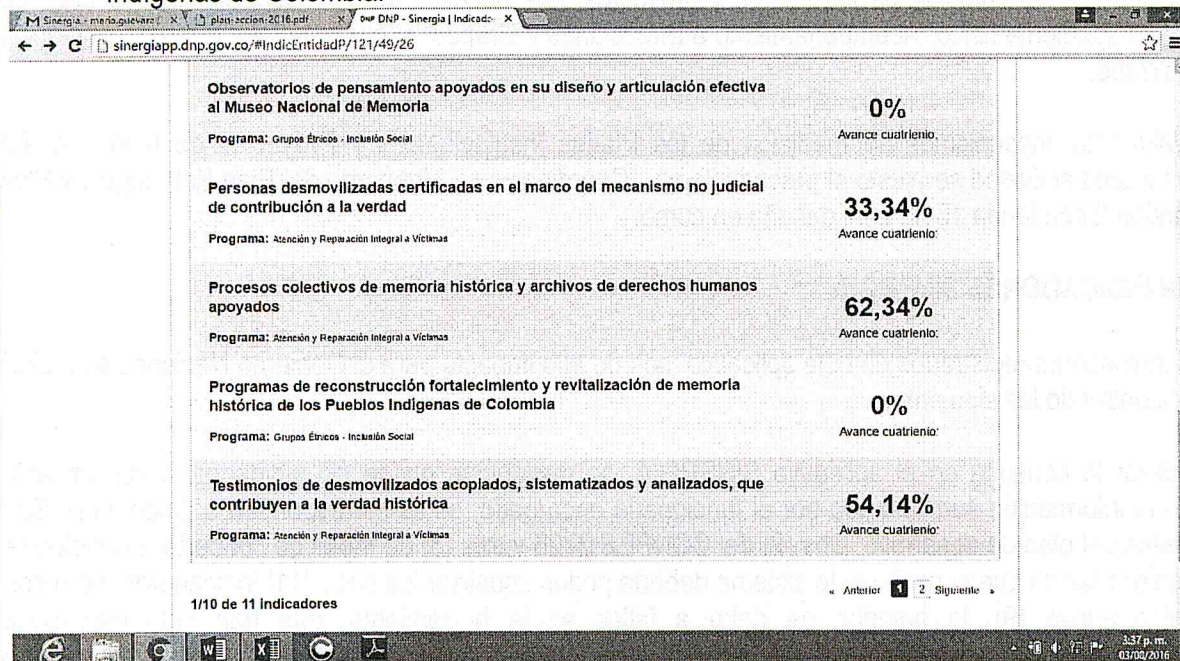 indígenas de Colombia.
Sinergia - maria.guevara
plan-accion-2016.pdf
DNP - Sinergia | Indicado
sinergiapp.dnp.gov.co/#IndicEntidadP/121/49/26
Observatorios de pensamiento apoyados en su diseño y articulación efectiva
al Museo Nacional de Memoria
Programa: Grupos Étnicos - Inclusión Social
0%
Avance cuatrienio:
Personas desmovilizadas certificadas en el marco del mecanismo no judicial
de contribución a la verdad
Programa: Atención y Reparación Integral a Víctimas
33,34%
Avance cuatrienio:
Procesos colectivos de memoria histórica y archivos de derechos humanos
apoyados
Programa: Atención y Reparación Integral a Víctimas
62,34%
Avance cuatrienio:
Programas de reconstrucción fortalecimiento y revitalización de memoria
histórica de los Pueblos Indigenas de Colombia
Programa: Grupos Étnicos - Inclusión Social
0%
Avance cuatrienio:
Testimonios de desmovilizados acopiados, sistematizados y analizados, que
contribuyen a la verdad histórica
Programa: Atención y Reparación Integral a Víctimas
54,14%
Avance cuatrienio:
« Anterior 1 2 Siguiente »
1/10 de 11 indicadores
3:37 p. m.
03/08/2016